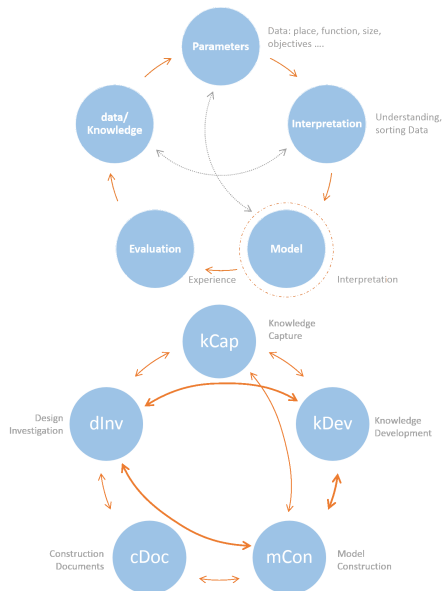 Parameters
Data: place, function, size,
objectives ....
data/
Knowledge
Interpretation
Understanding,
sorting Data
Evaluation
Model
Experience
Interpretation
kCap
Knowledge
Capture
Design
Investigation
dInv
kDev
Knowledge
Development
Construction
Documents
cDoc
mCon
Model
Construction